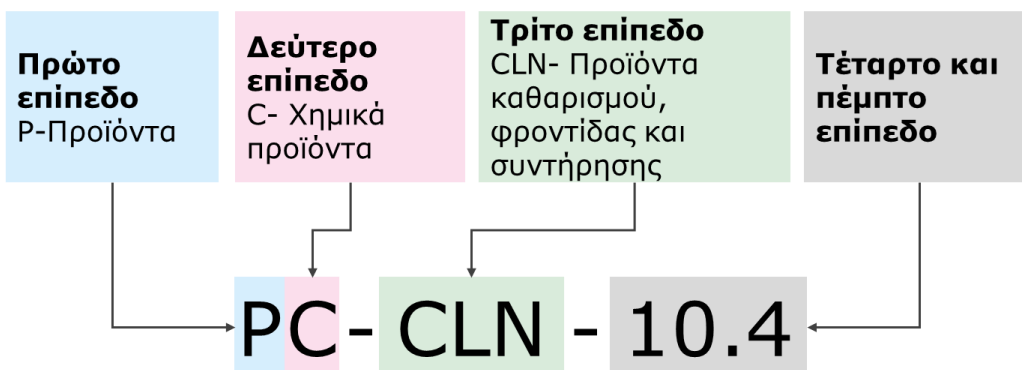 Πρώτο
επίπεδο
P-Προϊόντα
Δεύτερο
επίπεδο
C- Χημικά
προϊόντα
Τρίτο επίπεδο
CLN- Προϊόντα
καθαρισμού,
φροντίδας και
συντήρησης
Τέταρτο και
πέμπτο
επίπεδο
PC-CLN-10.4